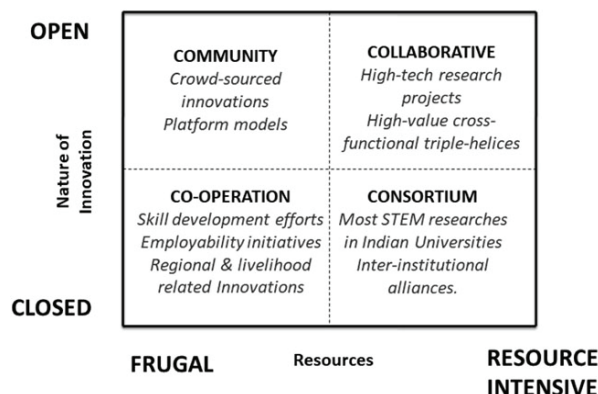 OPEN
COMMUNITY
Crowd-sourced
innovations
Platform models
COLLABORATIVE
High-tech research
projects
High-value cross-
functional triple-helices
Nature of
Innovation
CO-OPERATION
Skill development efforts
Employability initiatives
Regional & livelihood
related Innovations
CONSORTIUM
Most STEM researches
in Indian Universities
Inter-institutional
alliances.
CLOSED
FRUGAL
Resources
RESOURCE
INTENSIVE